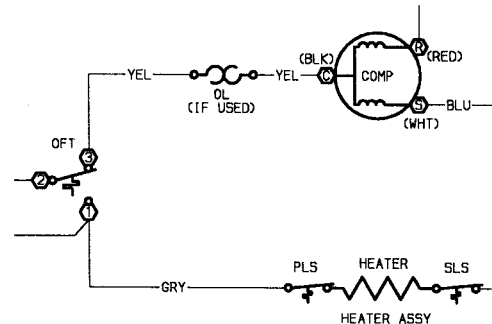 R
(BLK)
(RED)
YEL
YEL
C
COMP
OL
(IF USED)
S
BLU
(WHT)
OFT
3
2
1
PLS
HEATER
SLS
GRY
HEATER ASSY